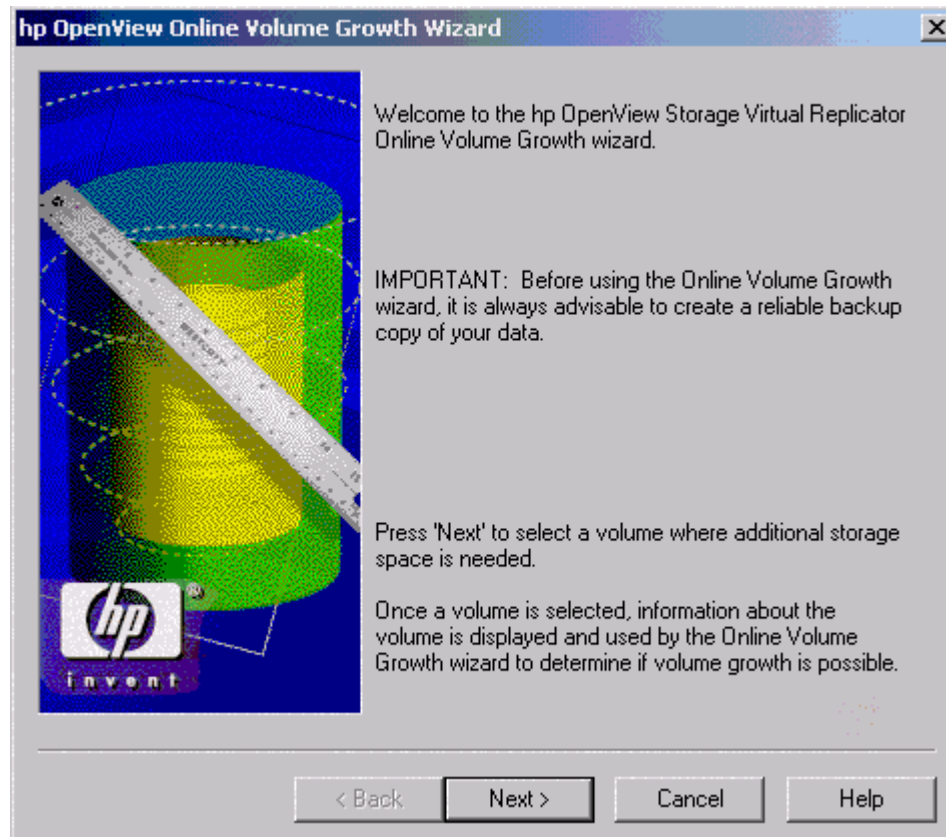 hp OpenView Online Volume Growth Wizard
Welcome to the hp OpenView Storage Virtual Replicator
Online Volume Growth wizard.
IMPORTANT: Before using the Online Volume Growth
wizard, it is always advisable to create a reliable backup
copy of your data.
WESTCOTT
Press 'Next' to select a volume where additional storage
space is needed.
Once a volume is selected, information about the
volume is displayed and used by the Online Volume
Growth wizard to determine if volume growth is possible.
hp
®
invent
< Back
Next >
Cancel
Help